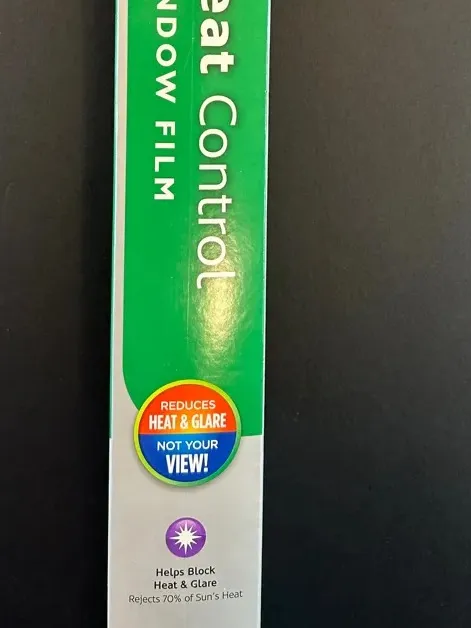 eat Control
NDOW FILM
REDUCES
HEAT & GLARE
NOT YOUR
VIEW!
Helps Block
Heat & Glare
Rejects 70% of Sun's Heat